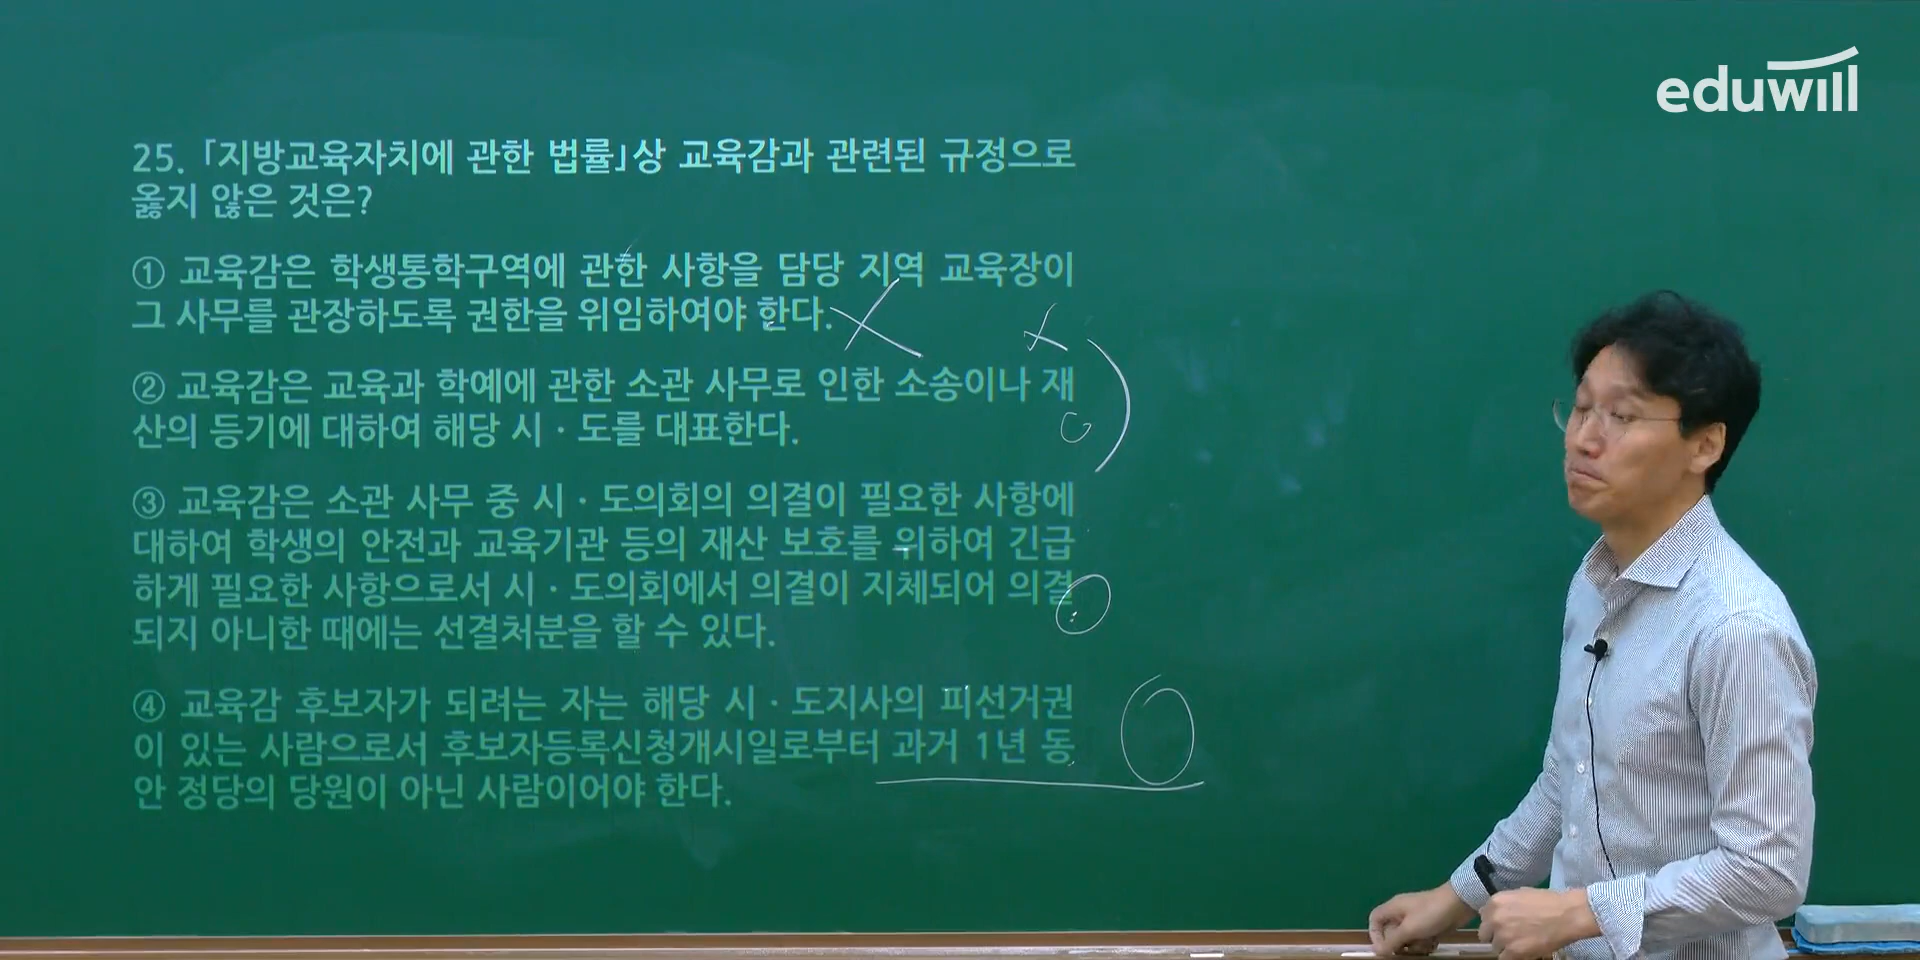 eduwill
25. 「지방교육자치에 관한 법률」상 교육감과 관련된 규정으로
옳지 않은 것은?
① 교육감은 학생통학구역에 관한 사항을 담당 지역 교육장이
그 사무를 관장하도록 권한을 위임하여야 한다.
② 교육감은 교육과 학예에 관한 소관 사무로 인한 소송이나 재
산의 등기에 대하여 해당 시 · 도를 대표한다.
③ 교육감은 소관 사무 중 시 · 도의회의 의결이 필요한 사항에
대하여 학생의 안전과 교육기관 등의 재산 보호를 위하여 긴급
하게 필요한 사항으로서 시 · 도의회에서 의결이 지체되어 의결
되지 아니한 때에는 선결처분을 할 수 있다.
④ 교육감 후보자가 되려는 자는 해당 시 · 도지사의 피선거권
이 있는 사람으로서 후보자등록신청개시일로부터 과거 1년 동
안 정당의 당원이 아닌 사람이어야 한다.